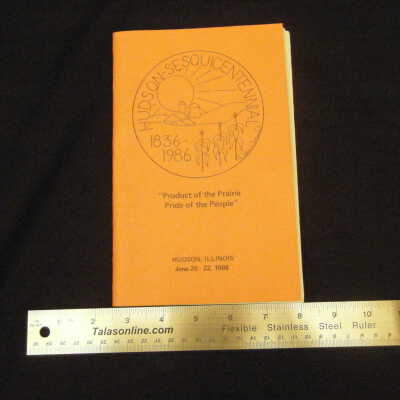 HUDSON-SESQUICENTENNIAL
1836-
1986
"Product of the Prairie
Pride of the People"
HUDSON, ILLINOIS
June 20 - 22, 1986
1 2 3 4 5 6 7 8 9 10
Talasonline.com Flexible Stainless Steel Ruler